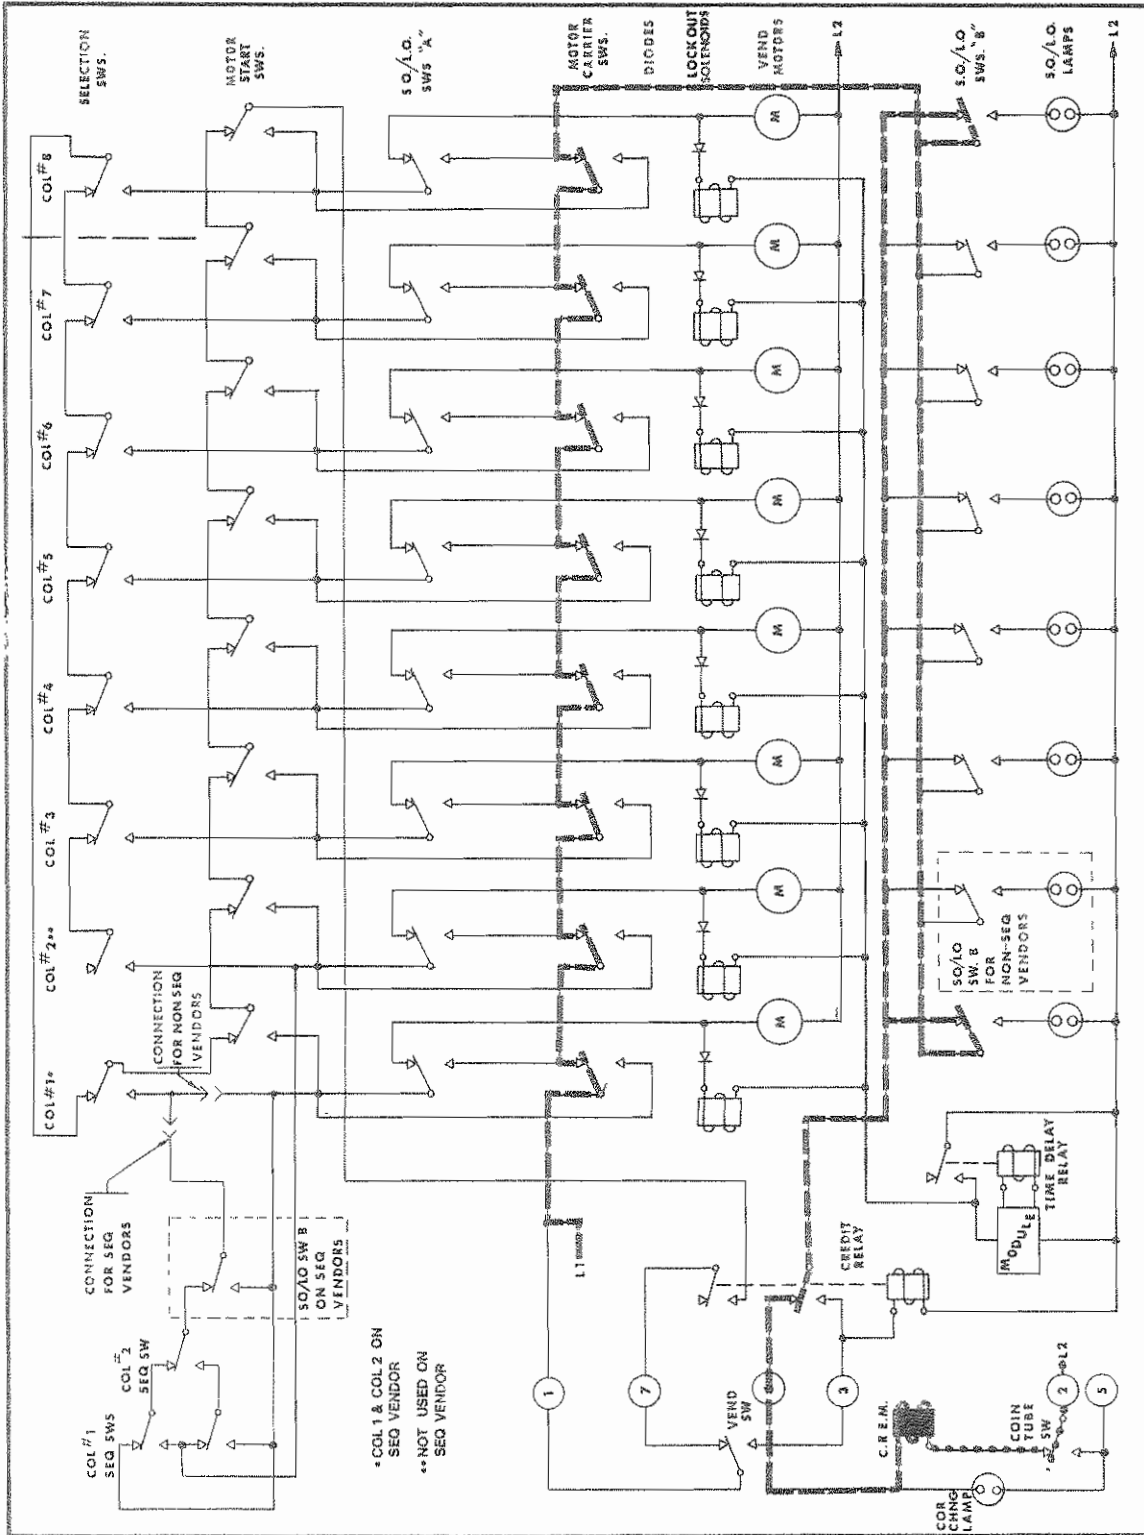 COL#1*
COL#2**
COL#3
COL#4
COL#5
COL#6
COL#7
COL#8
SELECTION
SWS.
MOTOR
START
SWS.
SO/L.O.
SWS "A"
MOTOR
CARRIER
SWS.
DIODES
LOCKOUT
SOLENOIDS
VEND
MOTORS
L2
S.O./L.O
SWS. "B"
S.O./L.O
LAMPS
L2
CONNECTION
FOR NON SEQ
VENDORS
CONNECTION
FOR SEQ
VENDORS
SO/LO SW B
ON SEQ
VENDORS
COL#2
SEQ SW
COL#1
SEQ SWS
*COL 1 & COL 2 ON
SEQ VENDOR
**NOT USED ON
SEQ VENDOR
L1
M
M
M
M
M
M
M
M
SO/LO
SW. B
FOR
NON-SEQ
VENDORS
1
7
VEND
SW
3
CREDIT
RELAY
MODULE
TIME DELAY
RELAY
C.R.E.M.
COIN
TUBE
SW
2
L2
5
COR
CHNG
LAMP